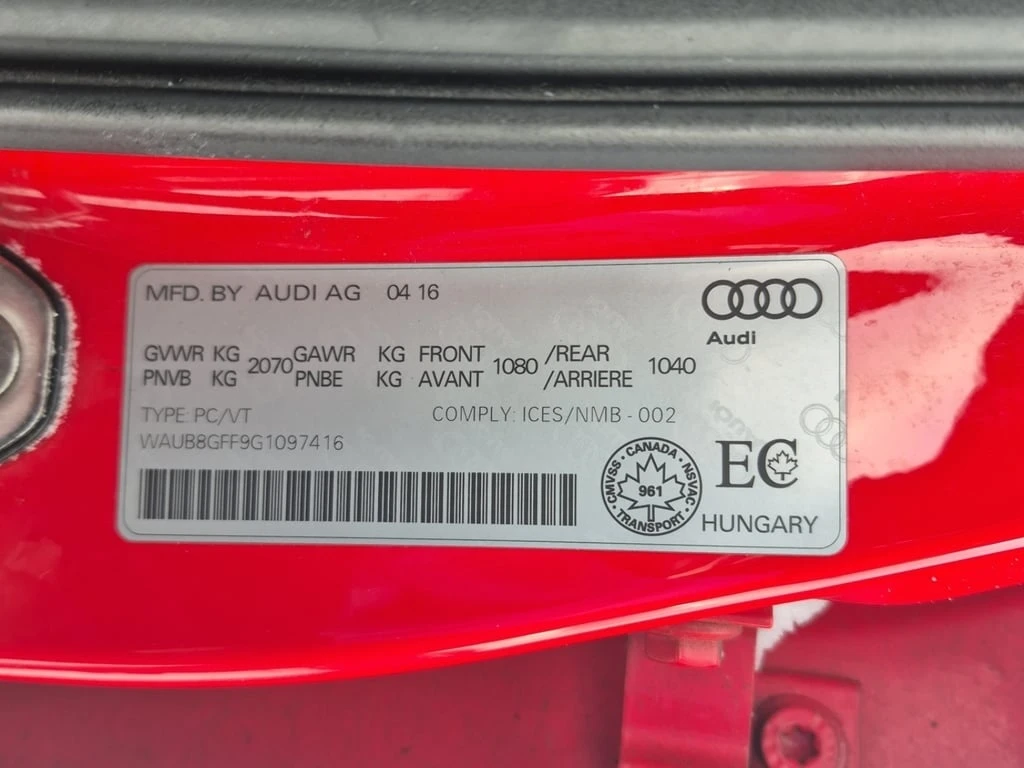 MFD. BY AUDI AG 04 16
Audi
GVWR KG 2070 GAWR KG FRONT 1080 /REAR 1040
PNVB KG PNBE KG AVANT /ARRIERE
TYPE: PC/VT COMPLY: ICES/NMB - 002
WAUB8GFF9G1097416
CMVSS · CANADA · NSVAC · TRANSPORT ·
961
EC
HUNGARY